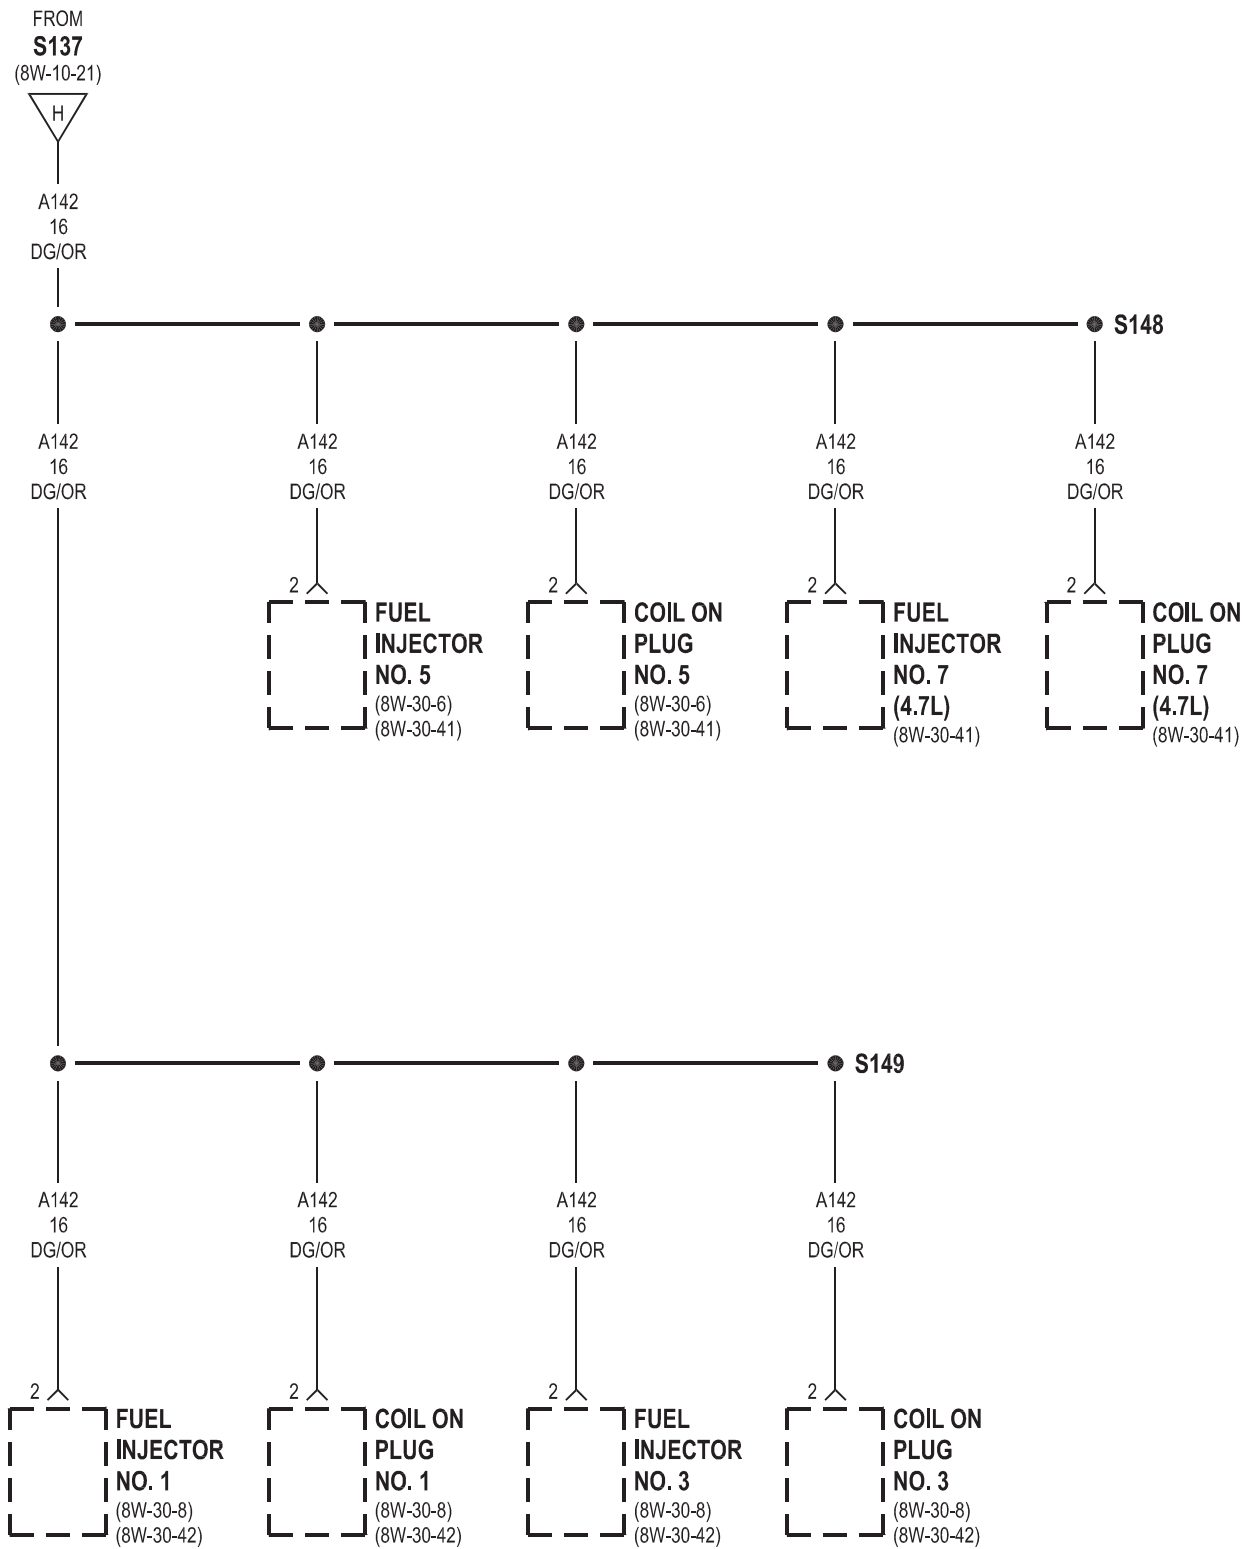 FROM
S137
(8W-10-21)
H
A142
16
DG/OR
S148
A142
16
DG/OR
A142
16
DG/OR
A142
16
DG/OR
A142
16
DG/OR
A142
16
DG/OR
2
FUEL
INJECTOR
NO. 5
(8W-30-6)
(8W-30-41)
2
COIL ON
PLUG
NO. 5
(8W-30-6)
(8W-30-41)
2
FUEL
INJECTOR
NO. 7
(4.7L)
(8W-30-41)
2
COIL ON
PLUG
NO. 7
(4.7L)
(8W-30-41)
S149
A142
16
DG/OR
A142
16
DG/OR
A142
16
DG/OR
A142
16
DG/OR
2
FUEL
INJECTOR
NO. 1
(8W-30-8)
(8W-30-42)
2
COIL ON
PLUG
NO. 1
(8W-30-8)
(8W-30-42)
2
FUEL
INJECTOR
NO. 3
(8W-30-8)
(8W-30-42)
2
COIL ON
PLUG
NO. 3
(8W-30-8)
(8W-30-42)